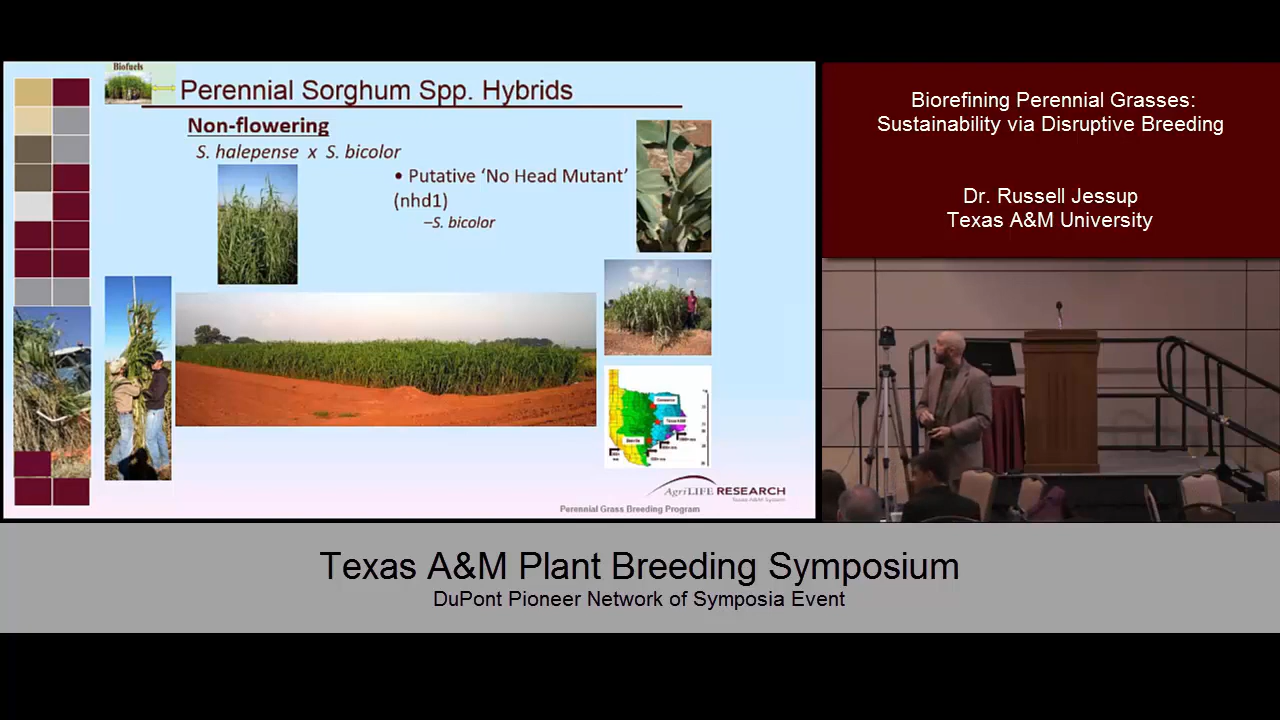 Biofuels
Perennial Sorghum Spp. Hybrids
Non-flowering
S. halepense x S. bicolor
• Putative ‘No Head Mutant’
(nhd1)
–S. bicolor
AgriLIFE RESEARCH
Texas A&M System
Perennial Grass Breeding Program
Biorefining Perennial Grasses:
Sustainability via Disruptive Breeding
Dr. Russell Jessup
Texas A&M University
Texas A&M Plant Breeding Symposium
DuPont Pioneer Network of Symposia Event